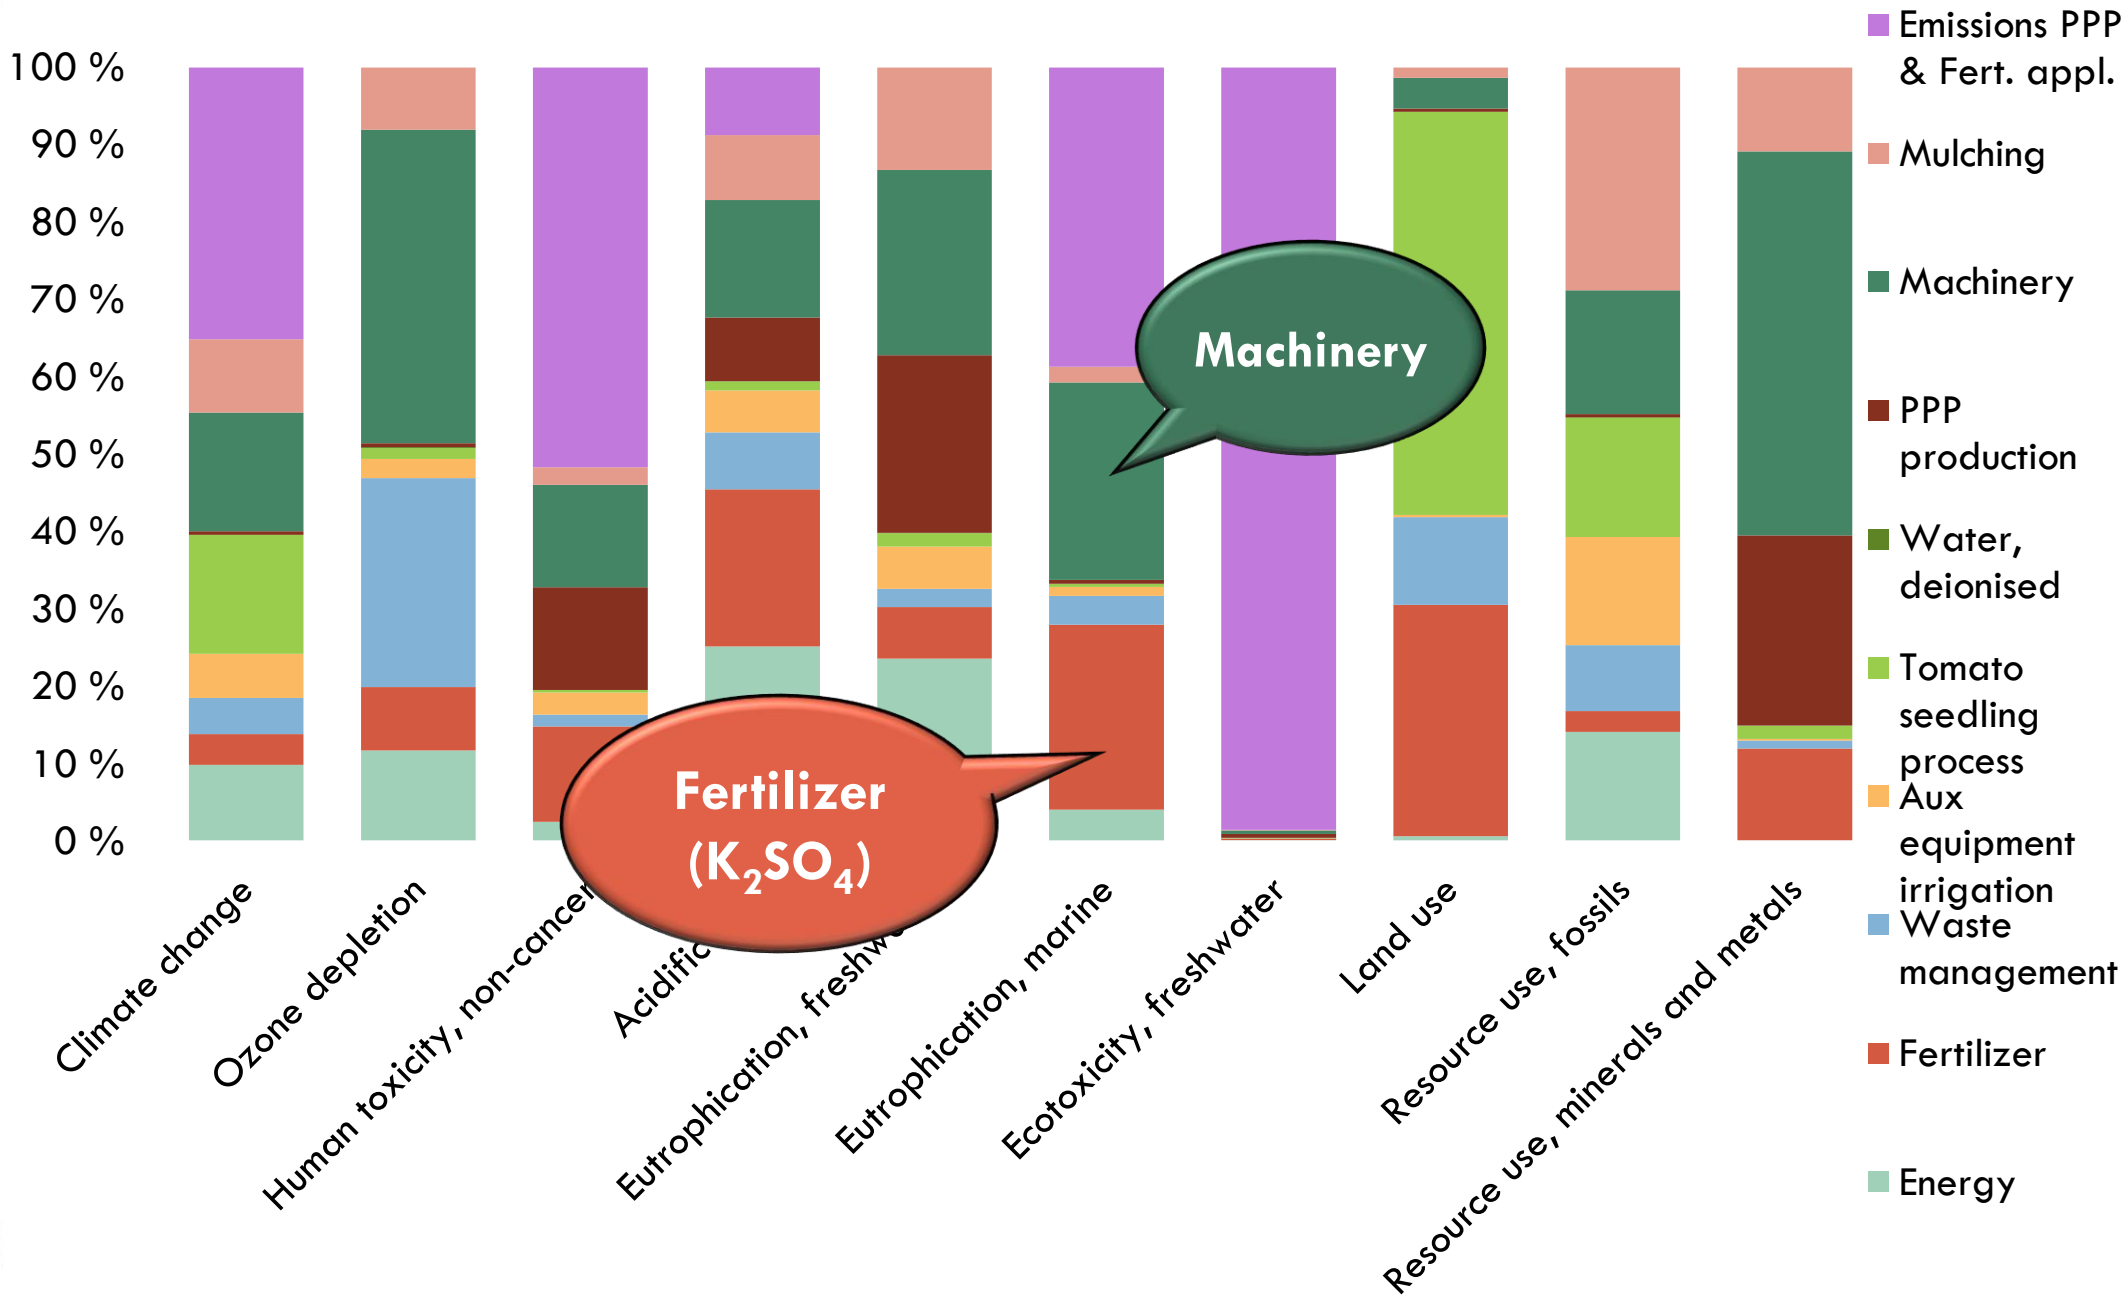 100 %
90 %
80 %
70 %
60 %
50 %
40 %
30 %
20 %
10 %
0 %
Machinery
Fertilizer
(K₂SO₄)
Climate change
Ozone depletion
Human toxicity, non-cancer
Eutrophication,
Eutrophication, marine
Ecotoxicity, freshwater
Land use
Resource use, fossils
Resource use, minerals and metals
Emissions PPP
& Fert. appl.
Mulching
Machinery
PPP
production
Water,
deionised
Tomato
seedling
process
Aux
equipment
irrigation
Waste
management
Fertilizer
Energy